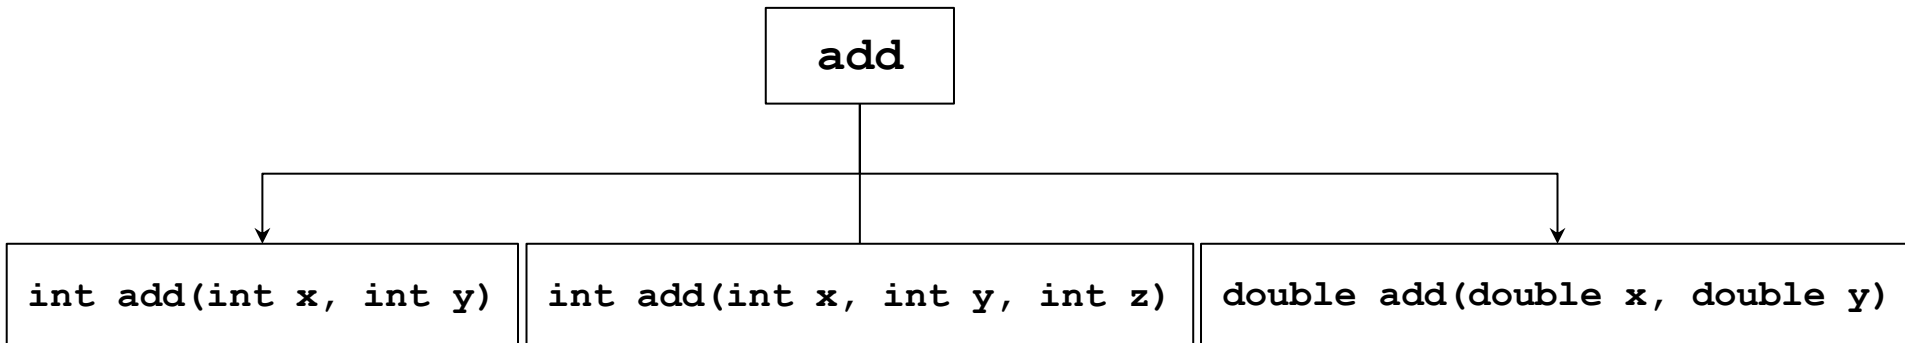 add
int add(int x, int y)
int add(int x, int y, int z)
double add(double x, double y)